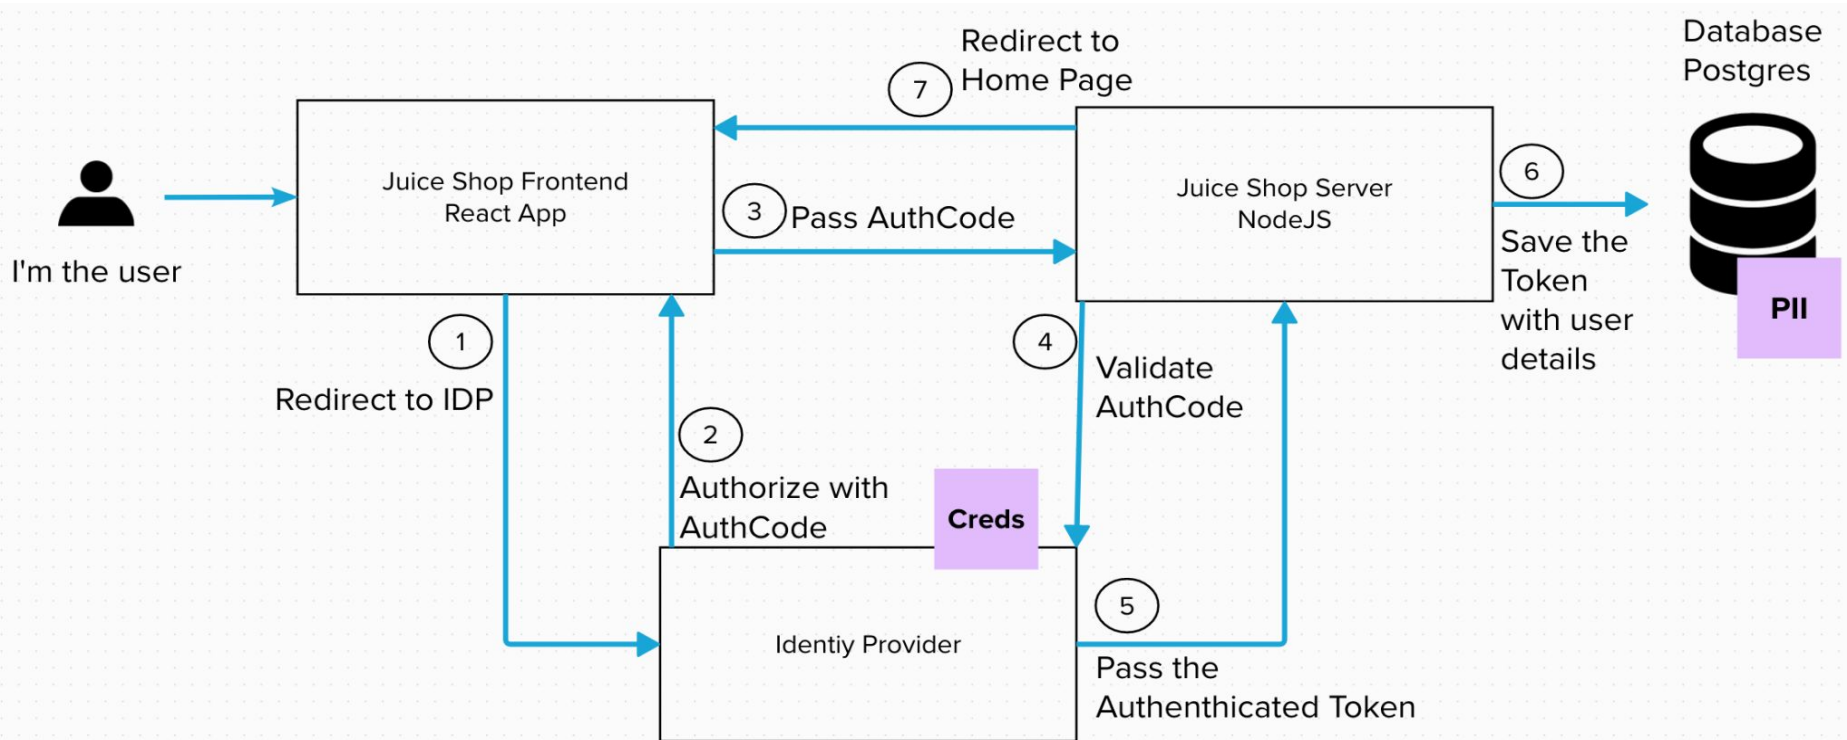 Database
Postgres
Redirect to
Home Page
7
Juice Shop Frontend
React App
Juice Shop Server
NodeJS
6
3
Pass AuthCode
I'm the user
Save the
Token
with user
details
PII
1
Redirect to IDP
4
Validate
AuthCode
2
Authorize with
AuthCode
Creds
Identiy Provider
5
Pass the
Authenthicated Token